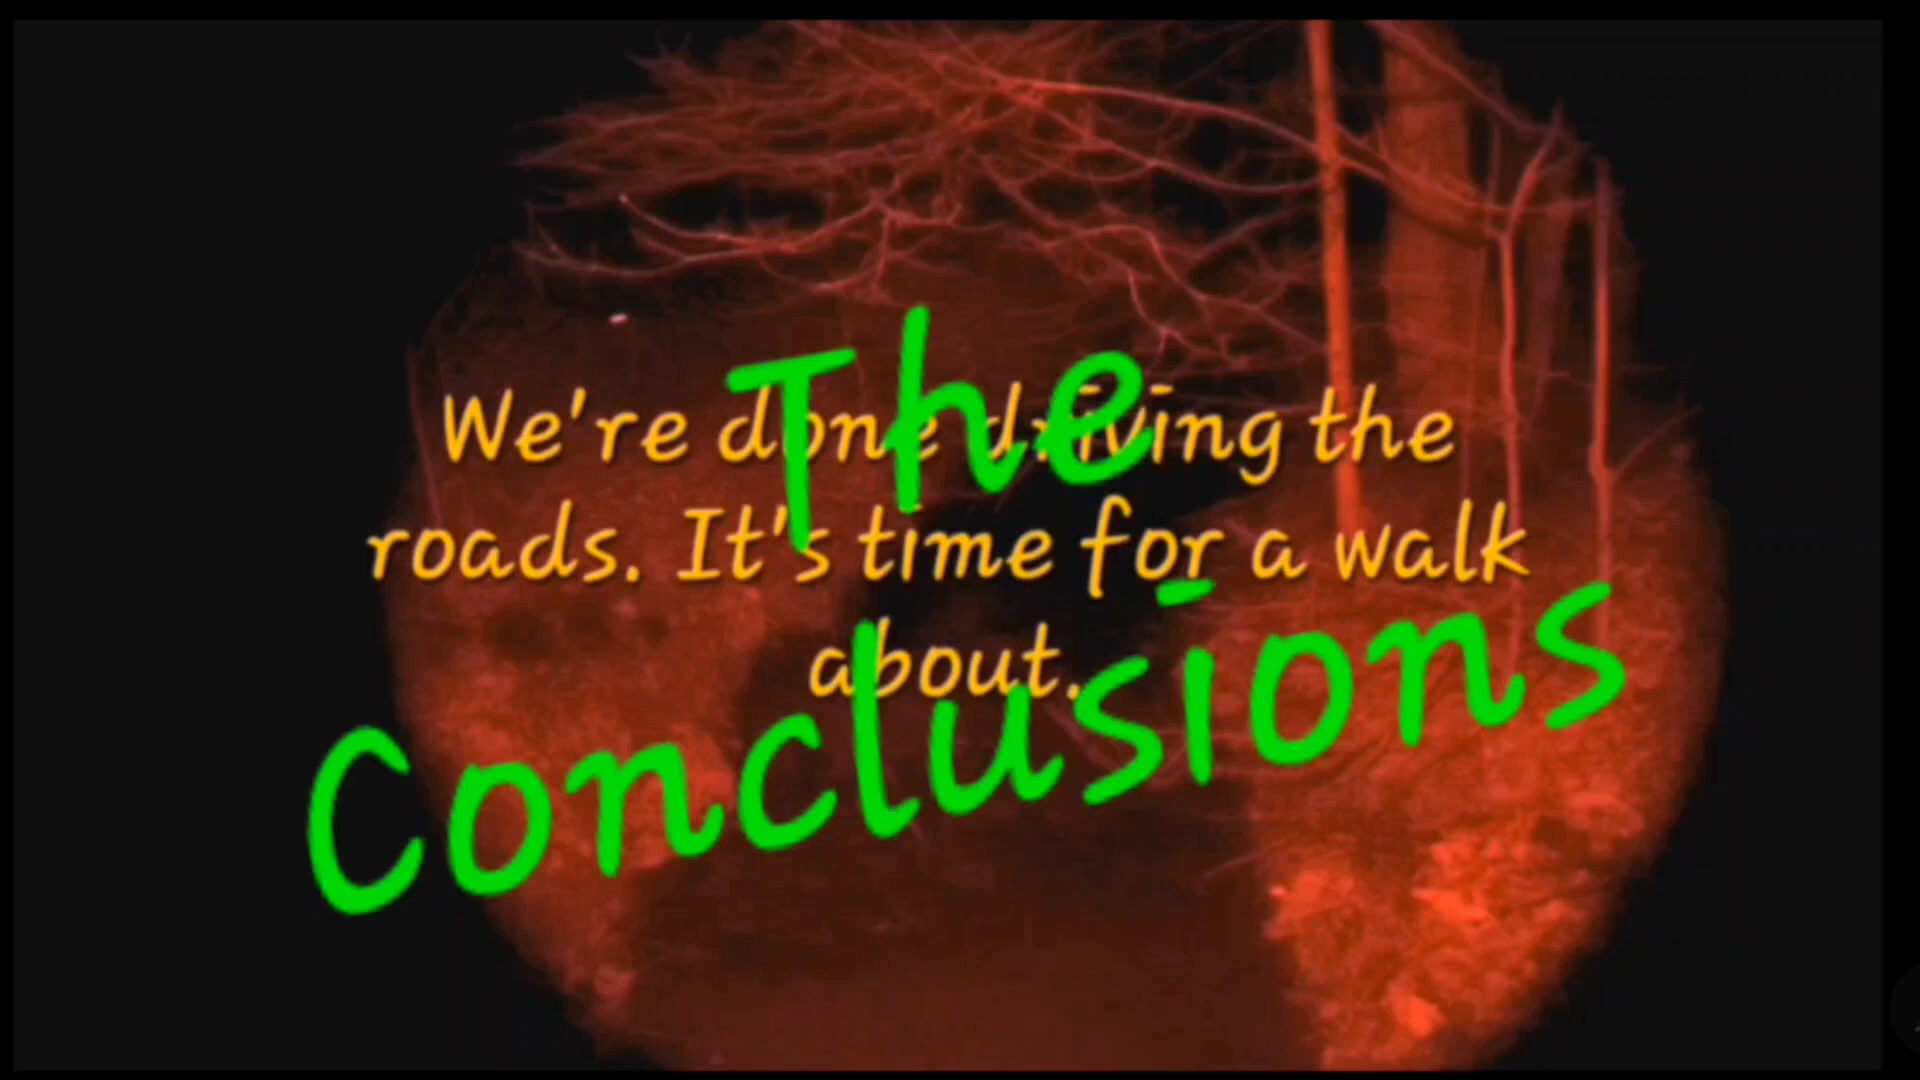 The
We're done driving the
roads. It's time for a walk
about.
Conclusions